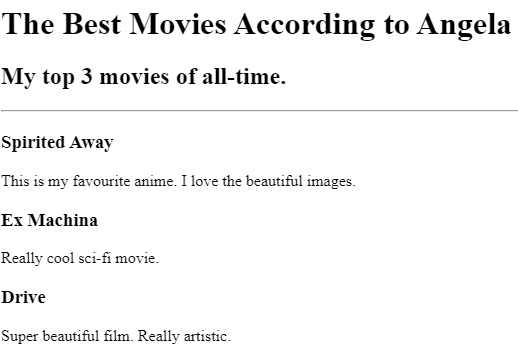 The Best Movies According to Angela
My top 3 movies of all-time.
Spirited Away
This is my favourite anime. I love the beautiful images.
Ex Machina
Really cool sci-fi movie.
Drive
Super beautiful film. Really artistic.